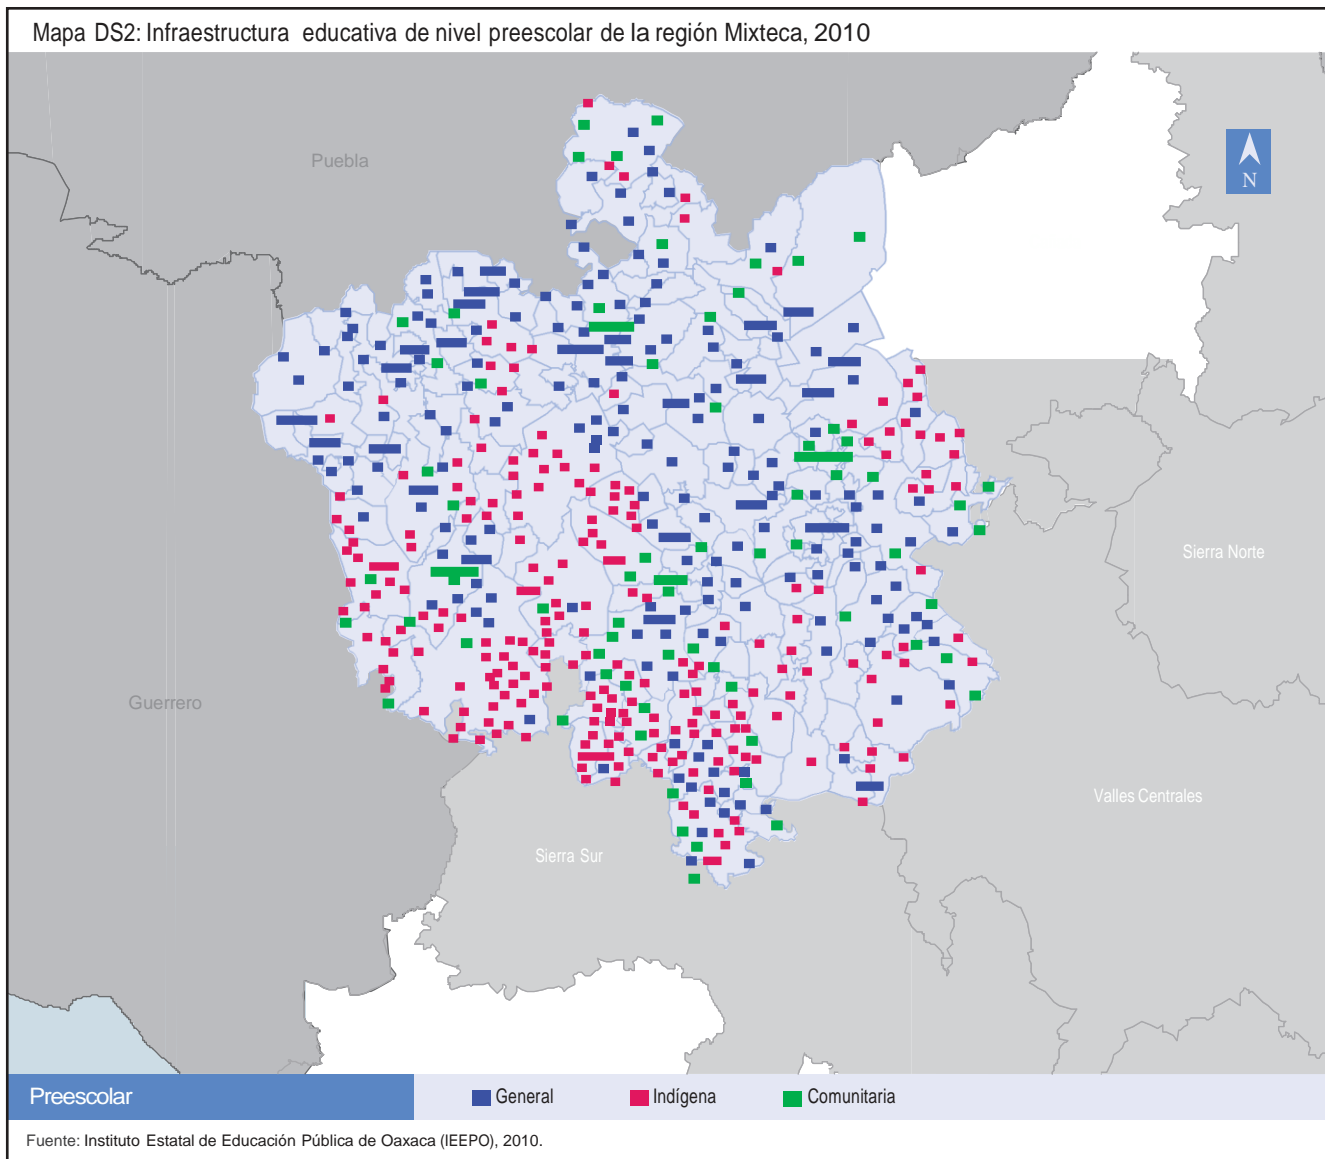 Mapa DS2: Infraestructura educativa de nivel preescolar de la región Mixteca, 2010
Puebla
N
Sierra Norte
Guerrero
Valles Centrales
Sierra Sur
Preescolar
General
Indígena
Comunitaria
Fuente: Instituto Estatal de Educación Pública de Oaxaca (IEEPO), 2010.